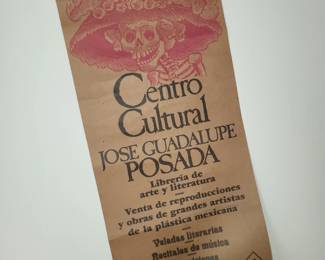 Centro
Cultural
JOSE GUADALUPE
POSADA
Librería de
arte y literatura
Venta de reproducciones
y obras de grandes artistas
de la plástica mexicana
Veladas literarias
Recitales de música